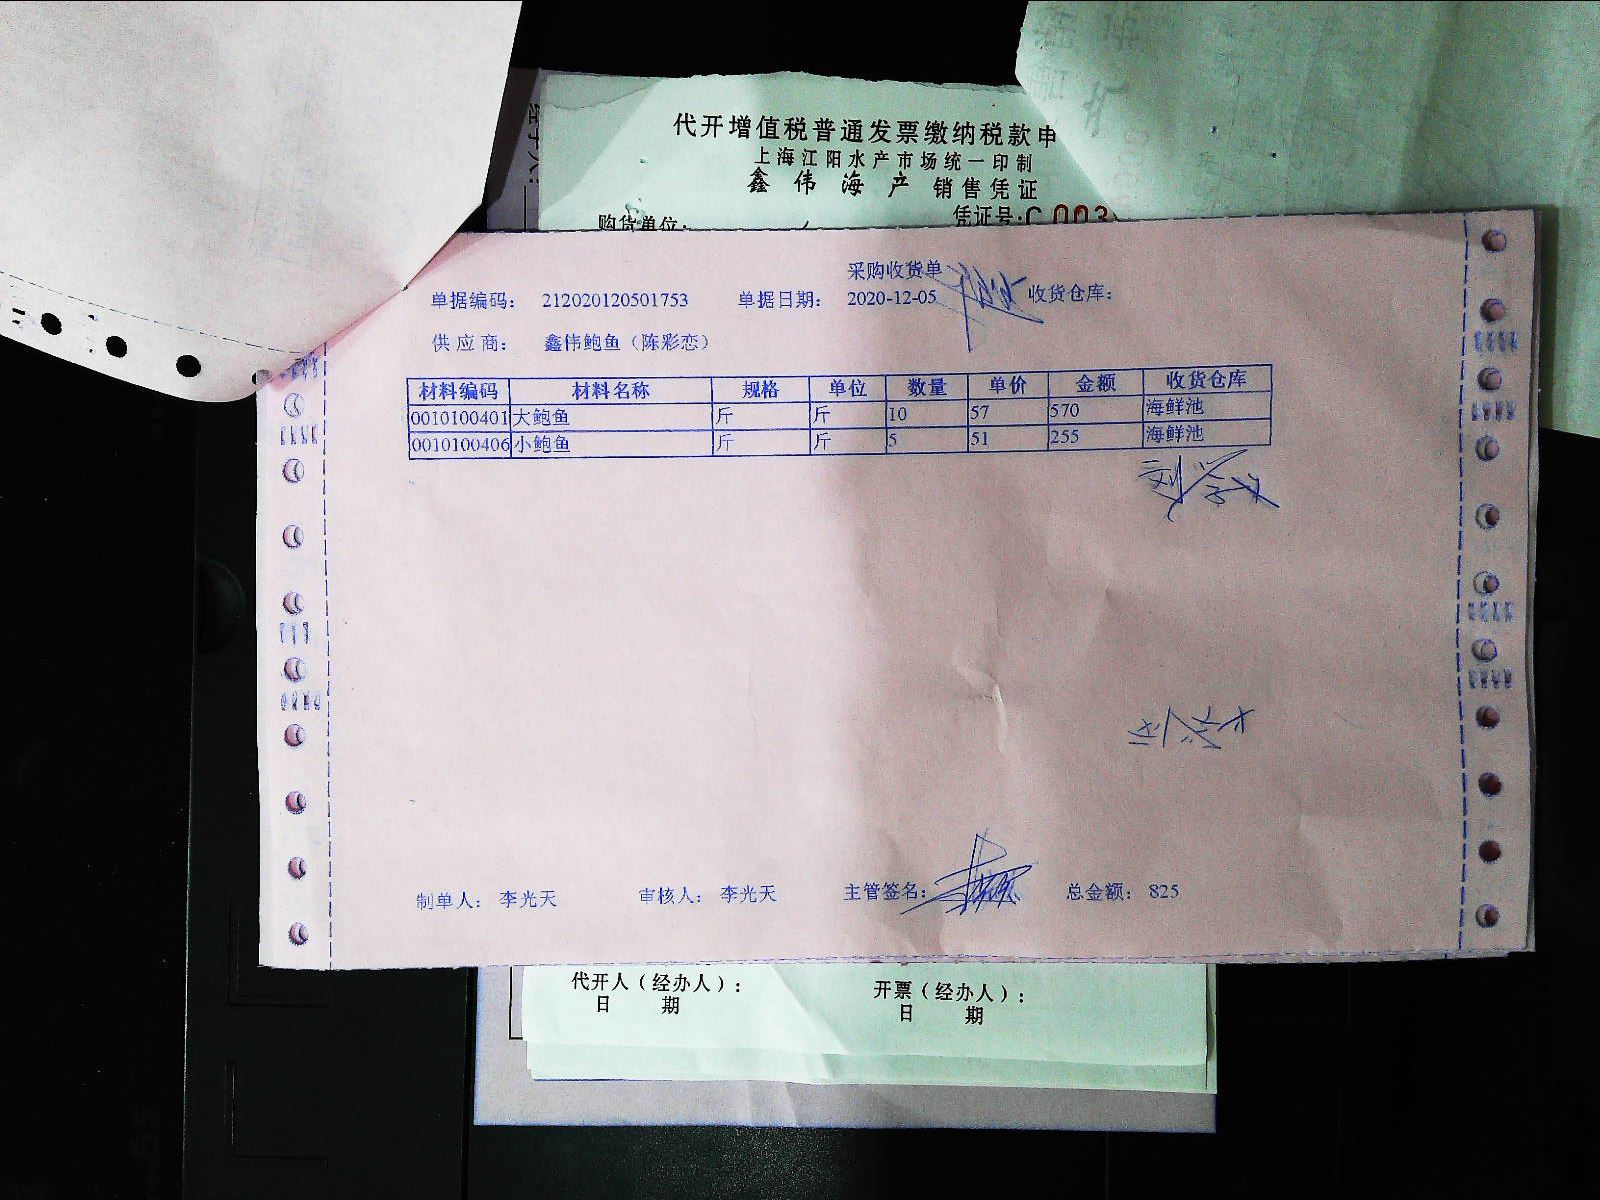 代开增值税普通发票缴纳税款申
上海江阳水产市场统一印制
鑫伟海产 销售凭证
购货单位: 凭证号:C 003
采购收货单
单据编码： 212020120501753 单据日期： 2020-12-05 收货仓库：
供应商： 鑫伟鲍鱼（陈彩恋）
材料编码 材料名称 规格 单位 数量 单价 金额 收货仓库
0010100401 大鲍鱼 斤 斤 10 57 570 海鲜池
0010100406 小鲍鱼 斤 斤 5 51 255 海鲜池
制单人： 李光天 审核人： 李光天 主管签名： 总金额： 825
代开人（经办人）： 开票（经办人）：
日 期 日 期